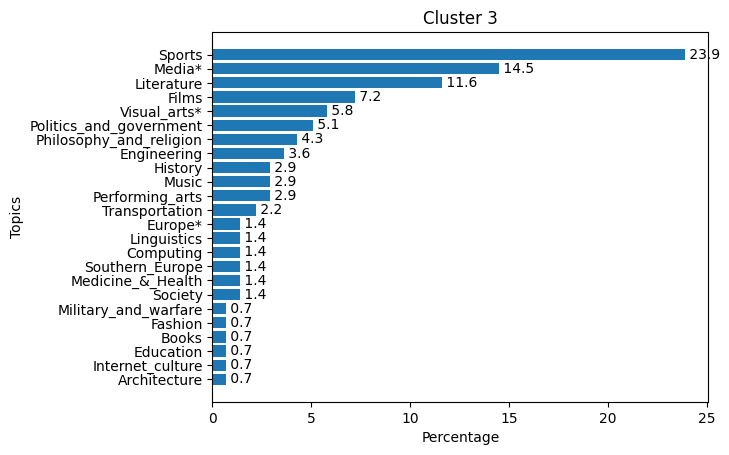 Cluster 3
Topics
Sports 23.9
Media* 14.5
Literature 11.6
Films 7.2
Visual_arts* 5.8
Politics_and_government 5.1
Philosophy_and_religion 4.3
Engineering 3.6
History 2.9
Music 2.9
Performing_arts 2.9
Transportation 2.2
Europe* 1.4
Linguistics 1.4
Computing 1.4
Southern_Europe 1.4
Medicine_&_Health 1.4
Society 1.4
Military_and_warfare 0.7
Fashion 0.7
Books 0.7
Education 0.7
Internet_culture 0.7
Architecture 0.7
0 5 10 15 20 25
Percentage